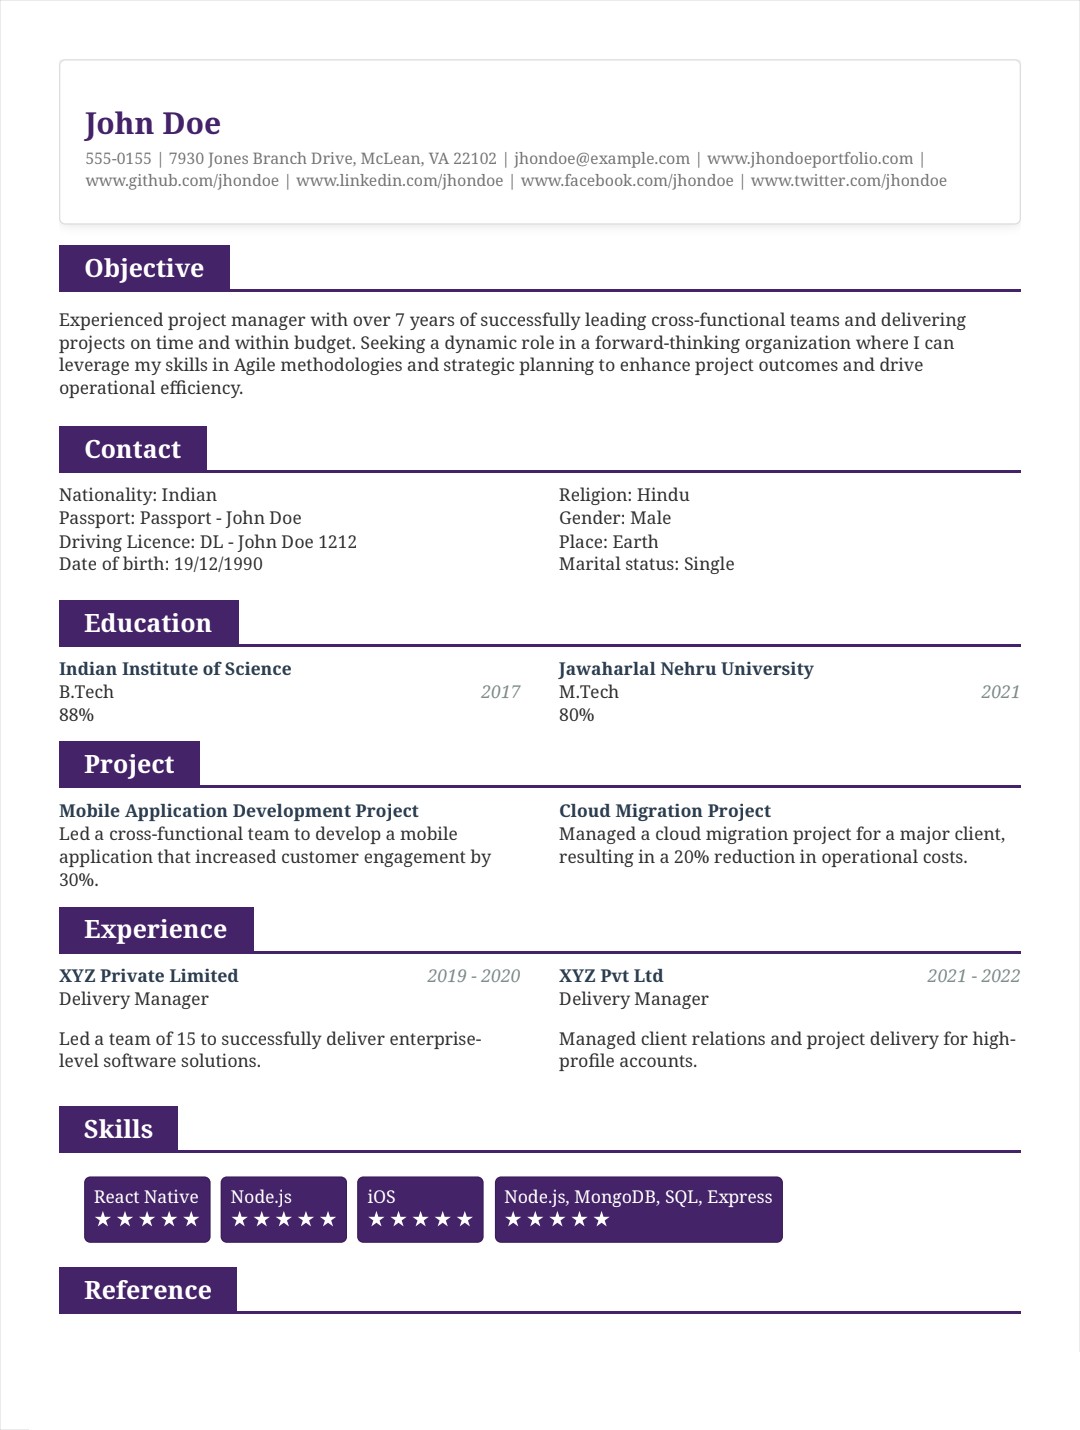 John Doe
555-0155 | 7930 Jones Branch Drive, McLean, VA 22102 | jhondoe@example.com | www.jhondoeportfolio.com |
www.github.com/jhondoe | www.linkedin.com/jhondoe | www.facebook.com/jhondoe | www.twitter.com/jhondoe
Objective
Experienced project manager with over 7 years of successfully leading cross-functional teams and delivering
projects on time and within budget. Seeking a dynamic role in a forward-thinking organization where I can
leverage my skills in Agile methodologies and strategic planning to enhance project outcomes and drive
operational efficiency.
Contact
Nationality: Indian
Passport: Passport - John Doe
Driving Licence: DL - John Doe 1212
Date of birth: 19/12/1990
Religion: Hindu
Gender: Male
Place: Earth
Marital status: Single
Education
Indian Institute of Science
B.Tech 2017
88%
Jawaharlal Nehru University
M.Tech 2021
80%
Project
Mobile Application Development Project
Led a cross-functional team to develop a mobile
application that increased customer engagement by
30%.
Cloud Migration Project
Managed a cloud migration project for a major client,
resulting in a 20% reduction in operational costs.
Experience
XYZ Private Limited 2019 - 2020
Delivery Manager
Led a team of 15 to successfully deliver enterprise-
level software solutions.
XYZ Pvt Ltd 2021 - 2022
Delivery Manager
Managed client relations and project delivery for high-
profile accounts.
Skills
React Native
★★★★★
Node.js
★★★★★
iOS
★★★★★
Node.js, MongoDB, SQL, Express
★★★★★
Reference